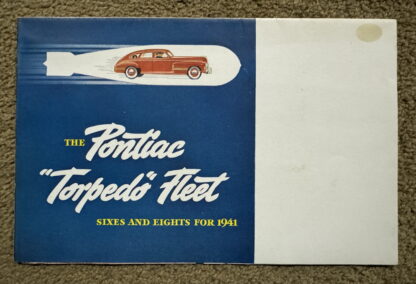 THE Pontiac
"Torpedo" Fleet
SIXES AND EIGHTS FOR 1941